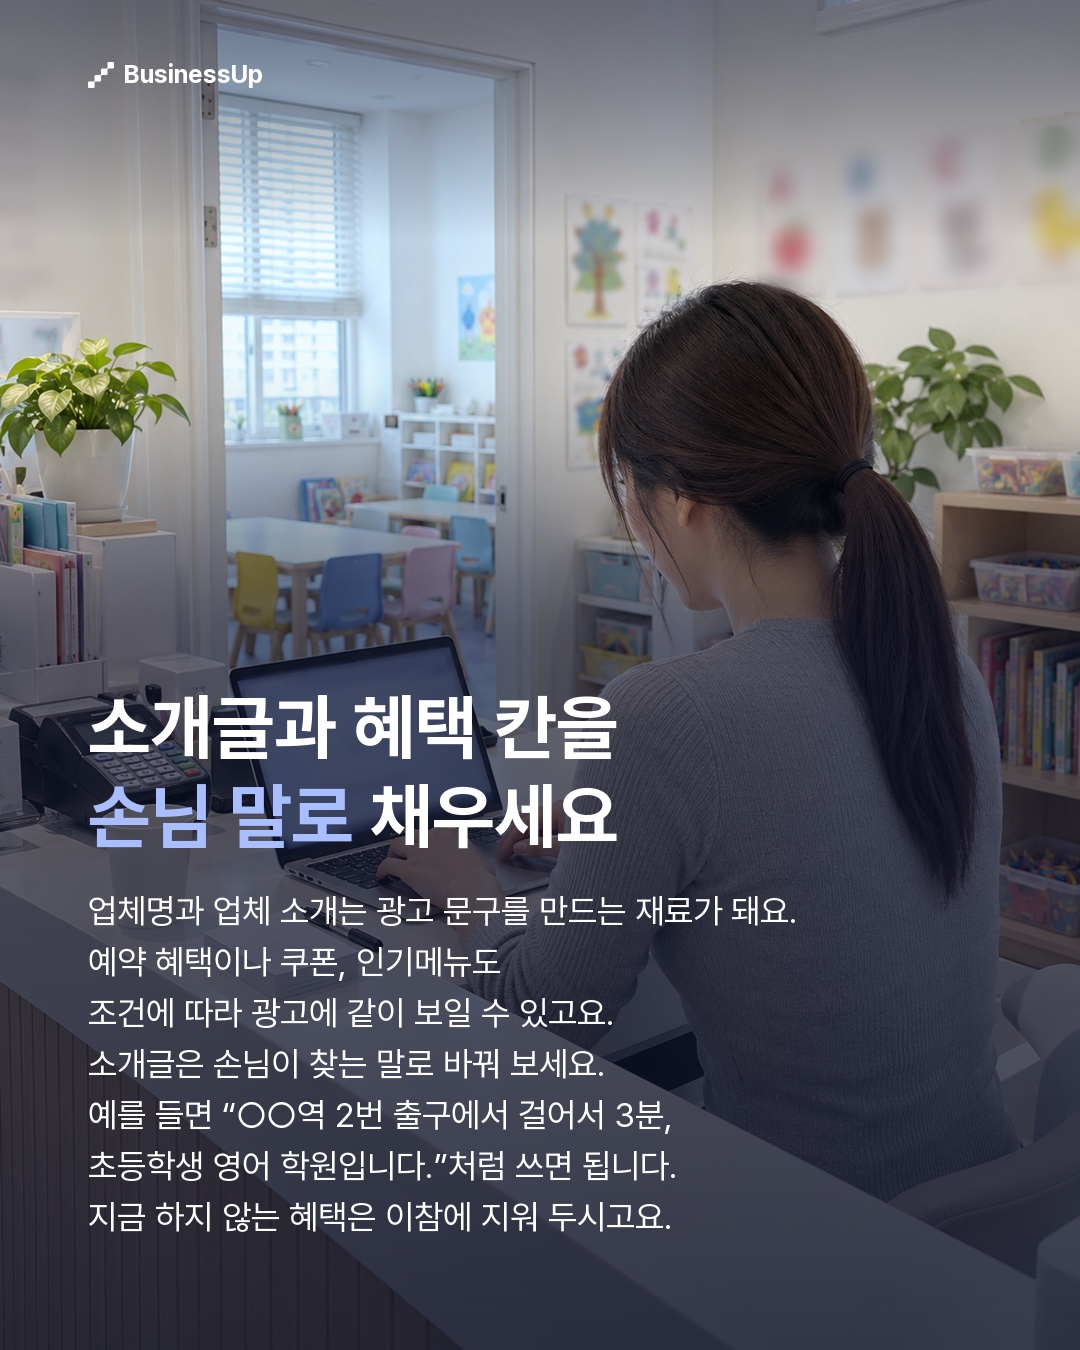 BusinessUp
소개글과 혜택 칸을
손님 말로 채우세요
업체명과 업체 소개는 광고 문구를 만드는 재료가 돼요.
예약 혜택이나 쿠폰, 인기메뉴도
조건에 따라 광고에 같이 보일 수 있고요.
소개글은 손님이 찾는 말로 바꿔 보세요.
예를 들면 “○○역 2번 출구에서 걸어서 3분,
초등학생 영어 학원입니다.”처럼 쓰면 됩니다.
지금 하지 않는 혜택은 이참에 지워 두시고요.